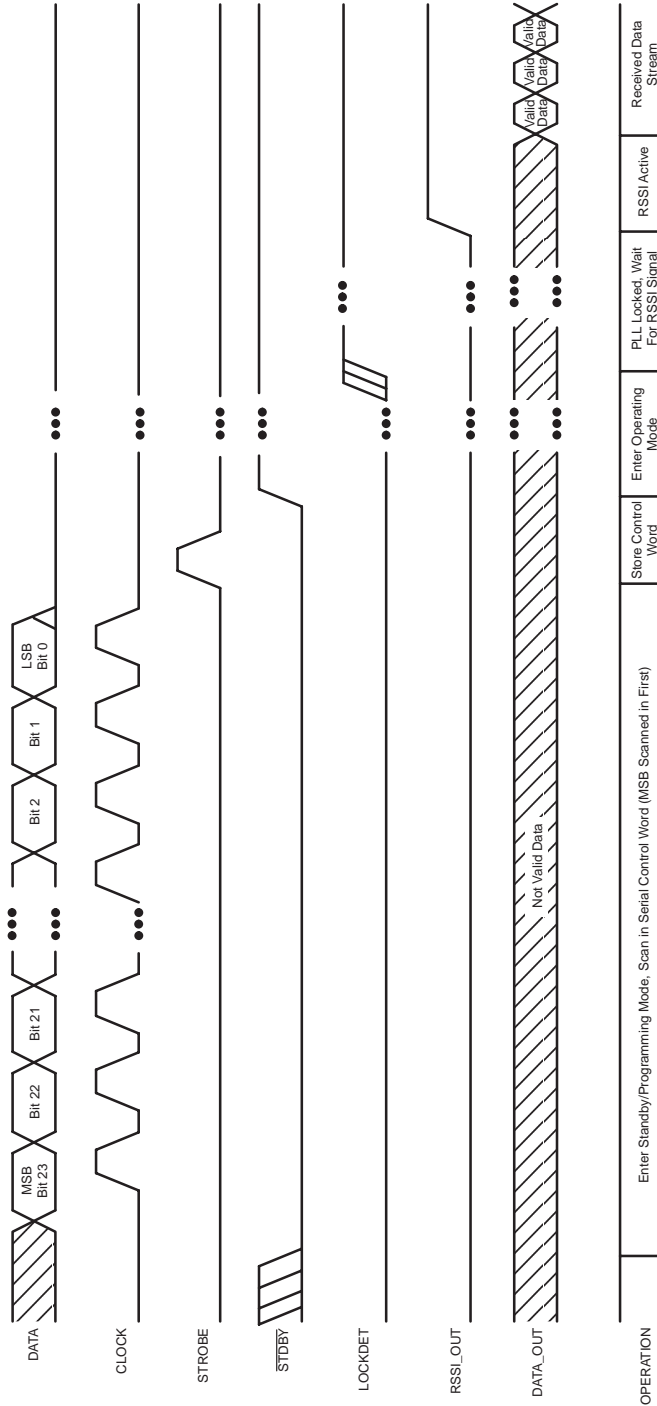 DATA
MSB
Bit 23
Bit 22
Bit 21
Bit 2
Bit 1
LSB
Bit 0
CLOCK
STROBE
STDBY
LOCKDET
RSSI_OUT
DATA_OUT
Not Valid Data
Valid
Data
Valid
Data
Valid
Data
OPERATION
Enter Standby/Programming Mode, Scan in Serial Control Word (MSB Scanned in First)
Store Control
Word
Enter Operating
Mode
PLL Locked, Wait
For RSSI Signal
RSSI Active
Received Data
Stream